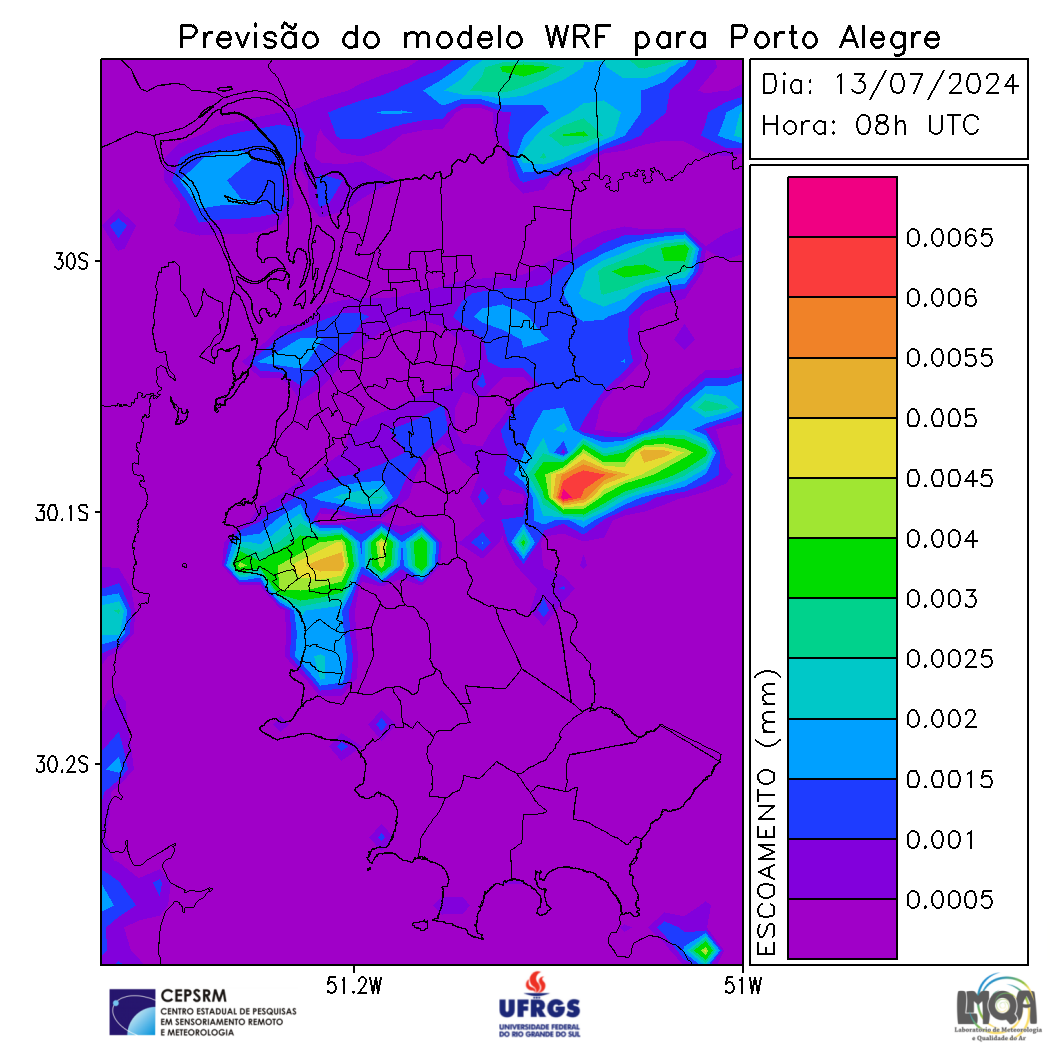 Previsão do modelo WRF para Porto Alegre
Dia: 13/07/2024
Hora: 08h UTC
30S
30.1S
30.2S
51.2W
51W
ESCOAMENTO (mm)
0.0065
0.006
0.0055
0.005
0.0045
0.004
0.003
0.0025
0.002
0.0015
0.001
0.0005
CEPSRM
CENTRO ESTADUAL DE PESQUISAS
EM SENSORIAMENTO REMOTO
E METEOROLOGIA
UFRGS
UNIVERSIDADE FEDERAL
DO RIO GRANDE DO SUL
LMQA
Laboratório de Meteorologia
e Qualidade do Ar